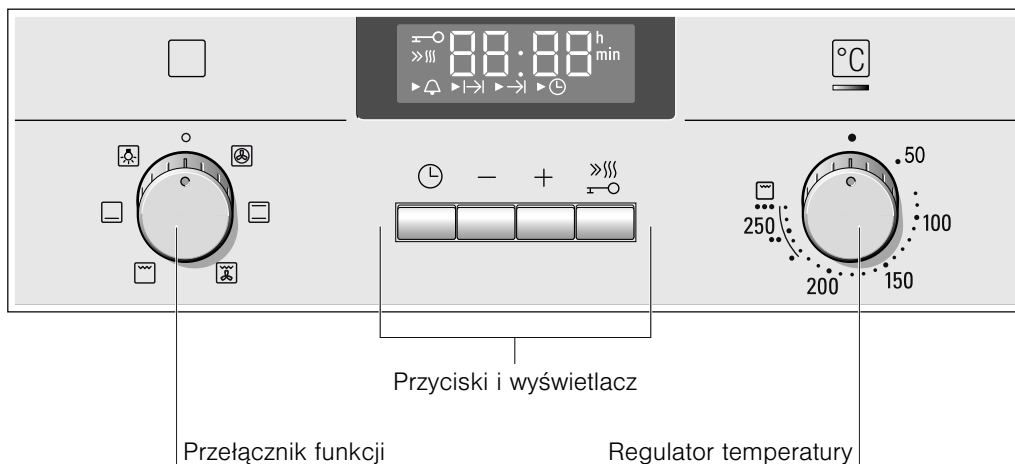 88:88 h
min
°C
50
100
150
200
250
Przyciski i wyświetlacz
Przełącznik funkcji
Regulator temperatury